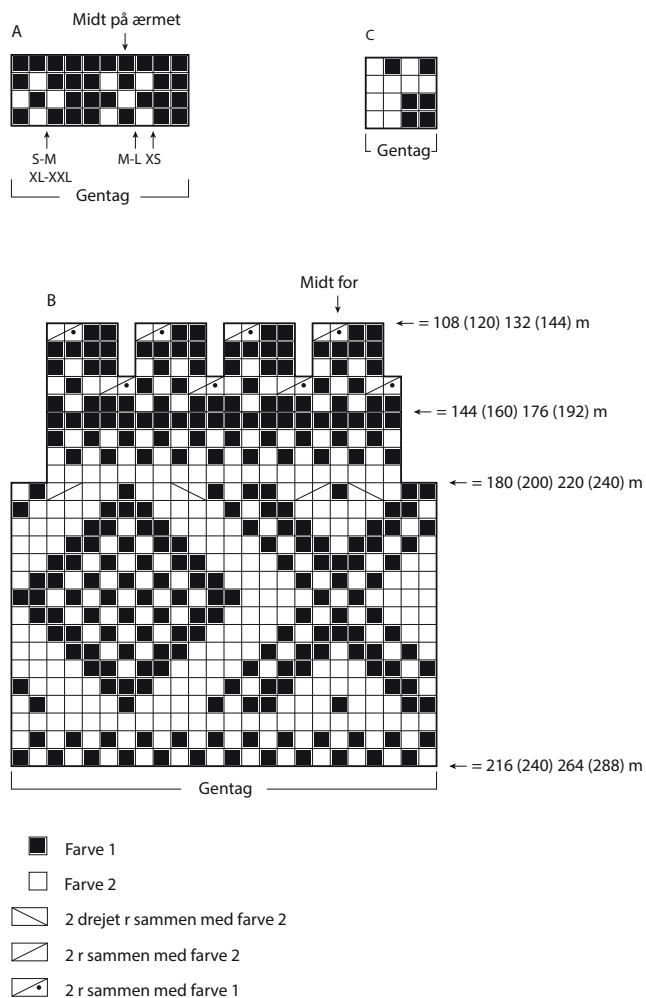 A
Midt på ærmet
S-M
M-L XS
XL-XXL
Gentag
C
Gentag
B
Midt for
= 108 (120) 132 (144) m
= 144 (160) 176 (192) m
= 180 (200) 220 (240) m
= 216 (240) 264 (288) m
Gentag
Farve 1
Farve 2
2 drejet r sammen med farve 2
2 r sammen med farve 2
2 r sammen med farve 1